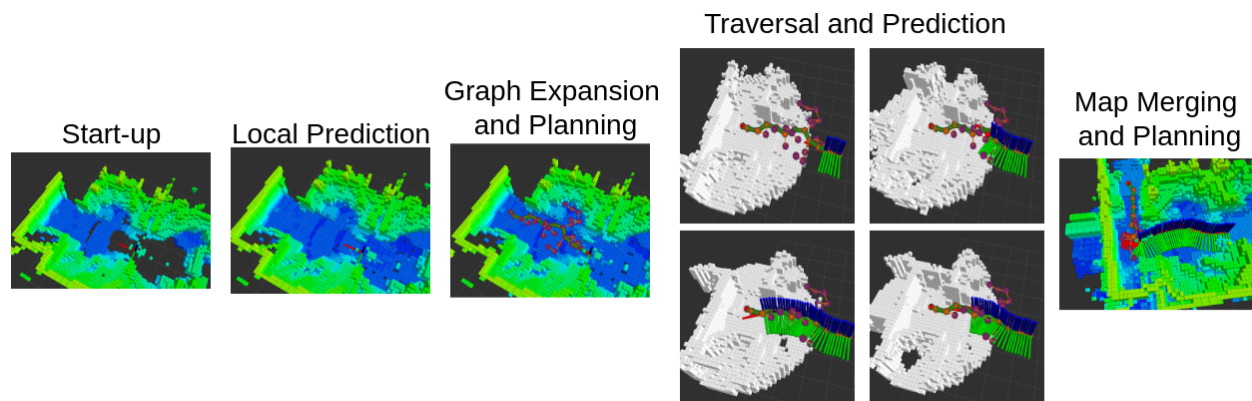 Start-up
Local Prediction
Graph Expansion
and Planning
Traversal and Prediction
Map Merging
and Planning